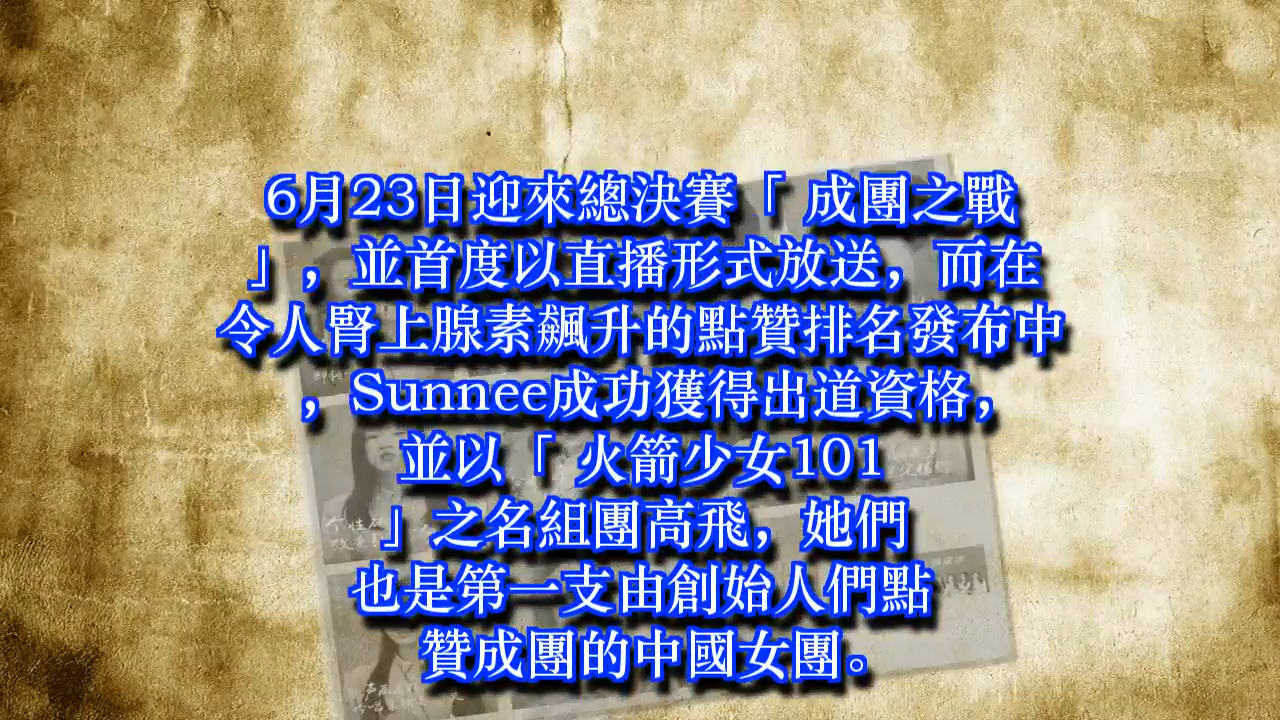 6月23日迎來總決賽「 成團之戰
」，並首度以直播形式放送，而在
令人腎上腺素飆升的點贊排名發布中
，Sunnee成功獲得出道資格，
並以「 火箭少女101
」之名組團高飛，她們
也是第一支由創始人們點
贊成團的中國女團。